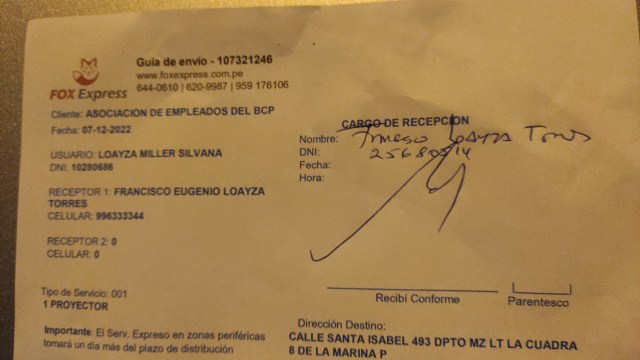 Guía de envio - 107321246
www.foxexpress.com.pe
644-0610 | 620-9987 | 959 176106
FOX Express
Cliente: ASOCIACION DE EMPLEADOS DEL BCP
Fecha: 07-12-2022
USUARIO: LOAYZA MILLER SILVANA
DNI: 10280686
RECEPTOR 1: FRANCISCO EUGENIO LOAYZA
TORRES
CELULAR: 996333344
RECEPTOR 2: 0
CELULAR: 0
Tipo de Servicio: 001
1 PROYECTOR
Importante: El Serv. Expreso en zonas periféricas
tomará un día más del plazo de distribución
CARGO DE RECEPCION
Nombre: Loayza Torres
DNI:
Fecha:
Hora:
Recibí Conforme
Parentesco
Dirección Destino:
CALLE SANTA ISABEL 493 DPTO MZ LT LA CUADRA
8 DE LA MARINA P